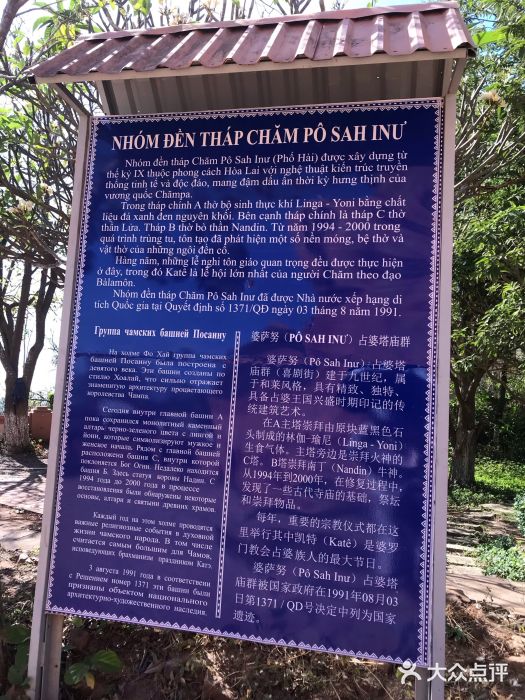 NHÓM ĐỀN THÁP CHĂM PÔ SAH INƯ
Nhóm đền tháp Chăm Pô Sah Inư (Phố Hài) được xây dựng từ
thế kỷ IX thuộc phong cách Hòa Lai với nghệ thuật kiến trúc truyền
thống tinh tế và độc đáo, mang đậm dấu ấn thời kỳ hưng thịnh của
vương quốc Chămpa.
Trong tháp chính A thờ bộ sinh thực khí Linga - Yoni bằng chất
liệu đá xanh đen nguyên khối. Bên cạnh tháp chính là tháp C thờ
thần Lửa. Tháp B thờ bò thần Nandin. Từ năm 1994 - 2000 trong
quá trình trùng tu, tôn tạo đã phát hiện một số nền móng, bệ thờ và
vật thờ của những ngôi đền cổ.
Hàng năm, những lễ nghi tôn giáo quan trọng đều được thực hiện
ở đây, trong đó Katê là lễ hội lớn nhất của người Chăm theo đạo
Bàlamôn.
Nhóm đền tháp Chăm Pô Sah Inư đã được Nhà nước xếp hạng di
tích Quốc gia tại Quyết định số 1371/QĐ ngày 03 tháng 8 năm 1991.
Группа чамских башней Посаину
На холме Фо Хай группа чамских
башней Посаину была построена с
девятого века. Эти башни созданы по
стилю Хоалай, что сильно отражает
знаменитую архитектуру процастающего
королевства Чампа.
Сегодня внутри главной башни А
пока сохранился монолитный каменный
алтарь черно-зеленого цвета с лингой и
йони, которые символизируют мужское и
женское начала. Рядом с главной башней
расположена башня С, внутри которой
поклоняется Бог Огня. Недалеко находится
башня Б. Здесь статуя коровы Надин. С
1994 года до 2000 года в процессе
восстановления были обнаружены некоторые
основы, алтаря и святыни древних храмов.
Каждый год на этом холме проводятся
важные религиозные события в духовной
жизни чамского народа. В том числе
считается самым большим для Чамов,
исповедующих брахманизм праздником Катэ.
3 августа 1991 года в соответствени
с Решением номер 1371 эти башни были
признаны объектом национального
архитектурно-художественного наследия.
婆萨努 (PÔ SAH INƯ) 占婆塔庙群
婆萨努 (Pô Sah Inư) 占婆塔
庙群 (喜剧街) 建于九世纪，属
于和莱风格，具有精致、独特、
具备占婆王国兴盛时期印记的传
统建筑艺术。
在A主塔崇拜由原块蓝黑色石
头制成的林伽-瑜尼 (Linga - Yoni)
生食气体。主塔旁边是崇拜火神的
C塔。B塔崇拜南丁 (Nandin) 牛神。
从1994年到2000年，在修复过程中，
发现了一些古代寺庙的基础，祭坛
和崇拜物品。
每年，重要的宗教仪式都在这
里举行其中凯特 (Katê) 是婆罗
门教会占婆族人的最大节日。
婆萨努 (Pô Sah Inư) 占婆塔
庙群被国家政府在1991年08月03
日第1371 / QD号决定中列为国家
遗迹。
大众点评